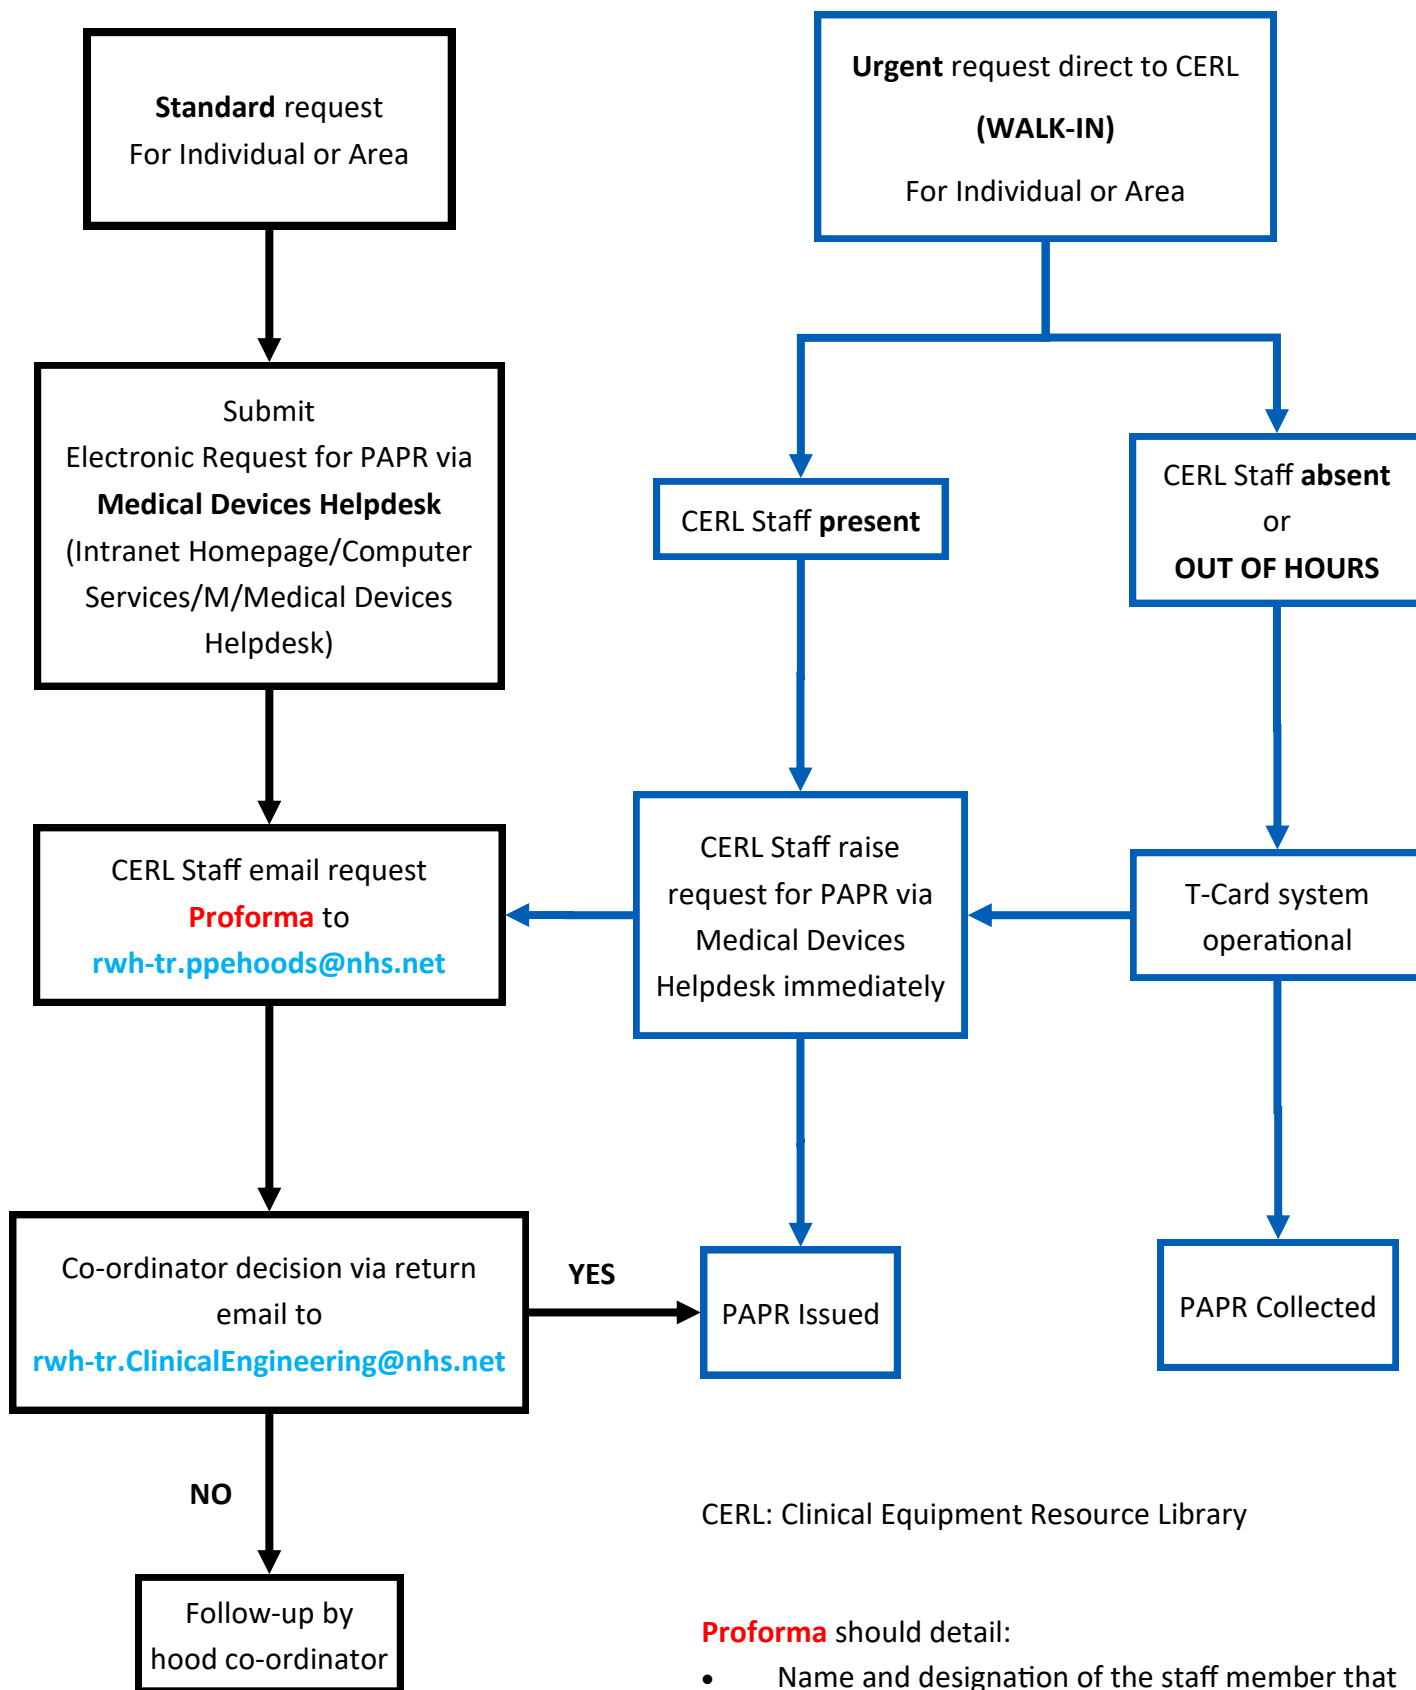 Standard request
For Individual or Area
Urgent request direct to CERL
(WALK-IN)
For Individual or Area
Submit
Electronic Request for PAPR via
Medical Devices Helpdesk
(Intranet Homepage/Computer
Services/M/Medical Devices
Helpdesk)
CERL Staff present
CERL Staff absent
or
OUT OF HOURS
CERL Staff email request
Proforma to
rwh-tr.ppehoods@nhs.net
CERL Staff raise
request for PAPR via
Medical Devices
Helpdesk immediately
T-Card system
operational
Co-ordinator decision via return
email to
rwh-tr.ClinicalEngineering@nhs.net
YES
PAPR Issued
PAPR Collected
NO
Follow-up by
hood co-ordinator
CERL: Clinical Equipment Resource Library
Proforma should detail:
• Name and designation of the staff member that